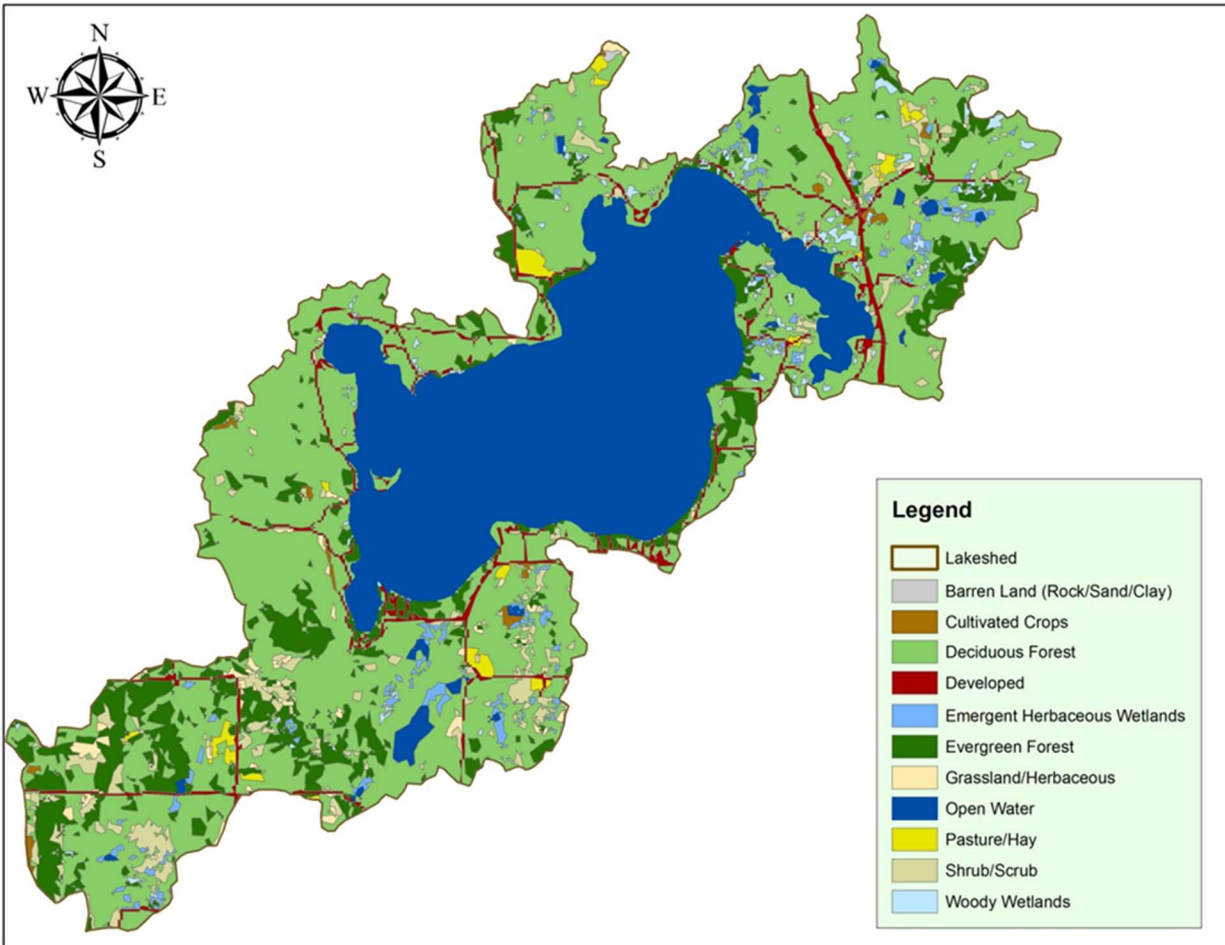 N
W E
S
Legend
Lakeshed
Barren Land (Rock/Sand/Clay)
Cultivated Crops
Deciduous Forest
Developed
Emergent Herbaceous Wetlands
Evergreen Forest
Grassland/Herbaceous
Open Water
Pasture/Hay
Shrub/Scrub
Woody Wetlands